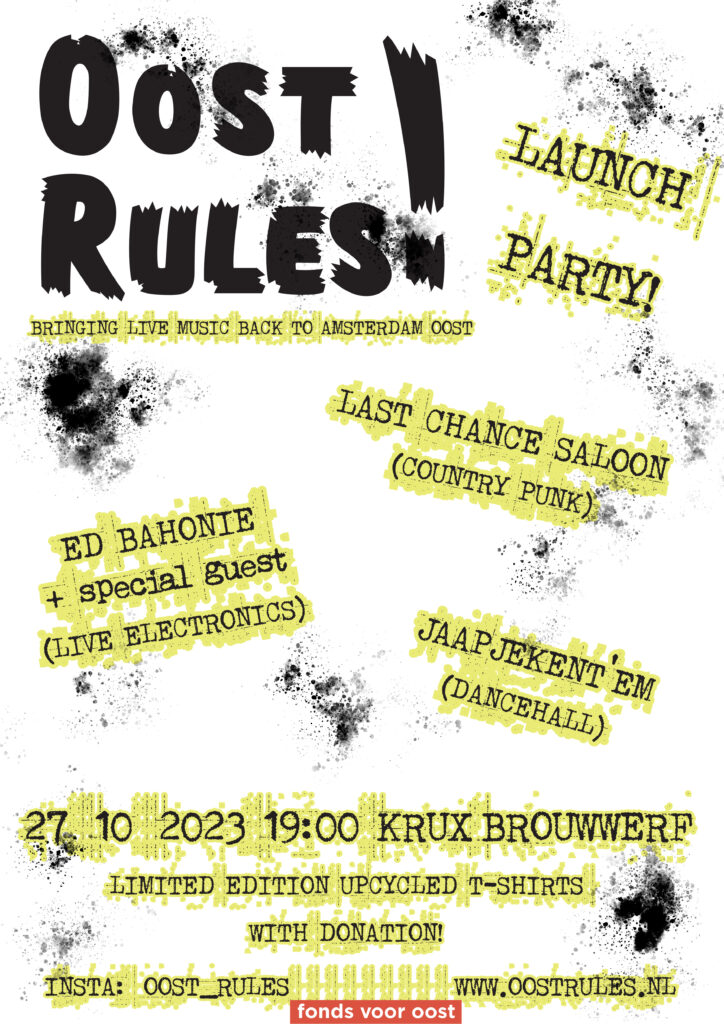 Oost
Rules!
BRINGING LIVE MUSIC BACK TO AMSTERDAM OOST
LAUNCH
PARTY!
LAST CHANCE SALOON
(COUNTRY PUNK)
ED BAHONIE
+ special guest
(LIVE ELECTRONICS)
JAAPJEKENT'EM
(DANCEHALL)
27. 10 2023 19:00 KRUX BROUWWERF
LIMITED EDITION UPCYCLED T-SHIRTS
WITH DONATION!
INSTA: OOST_RULES WWW.OOSTRULES.NL
fonds voor oost